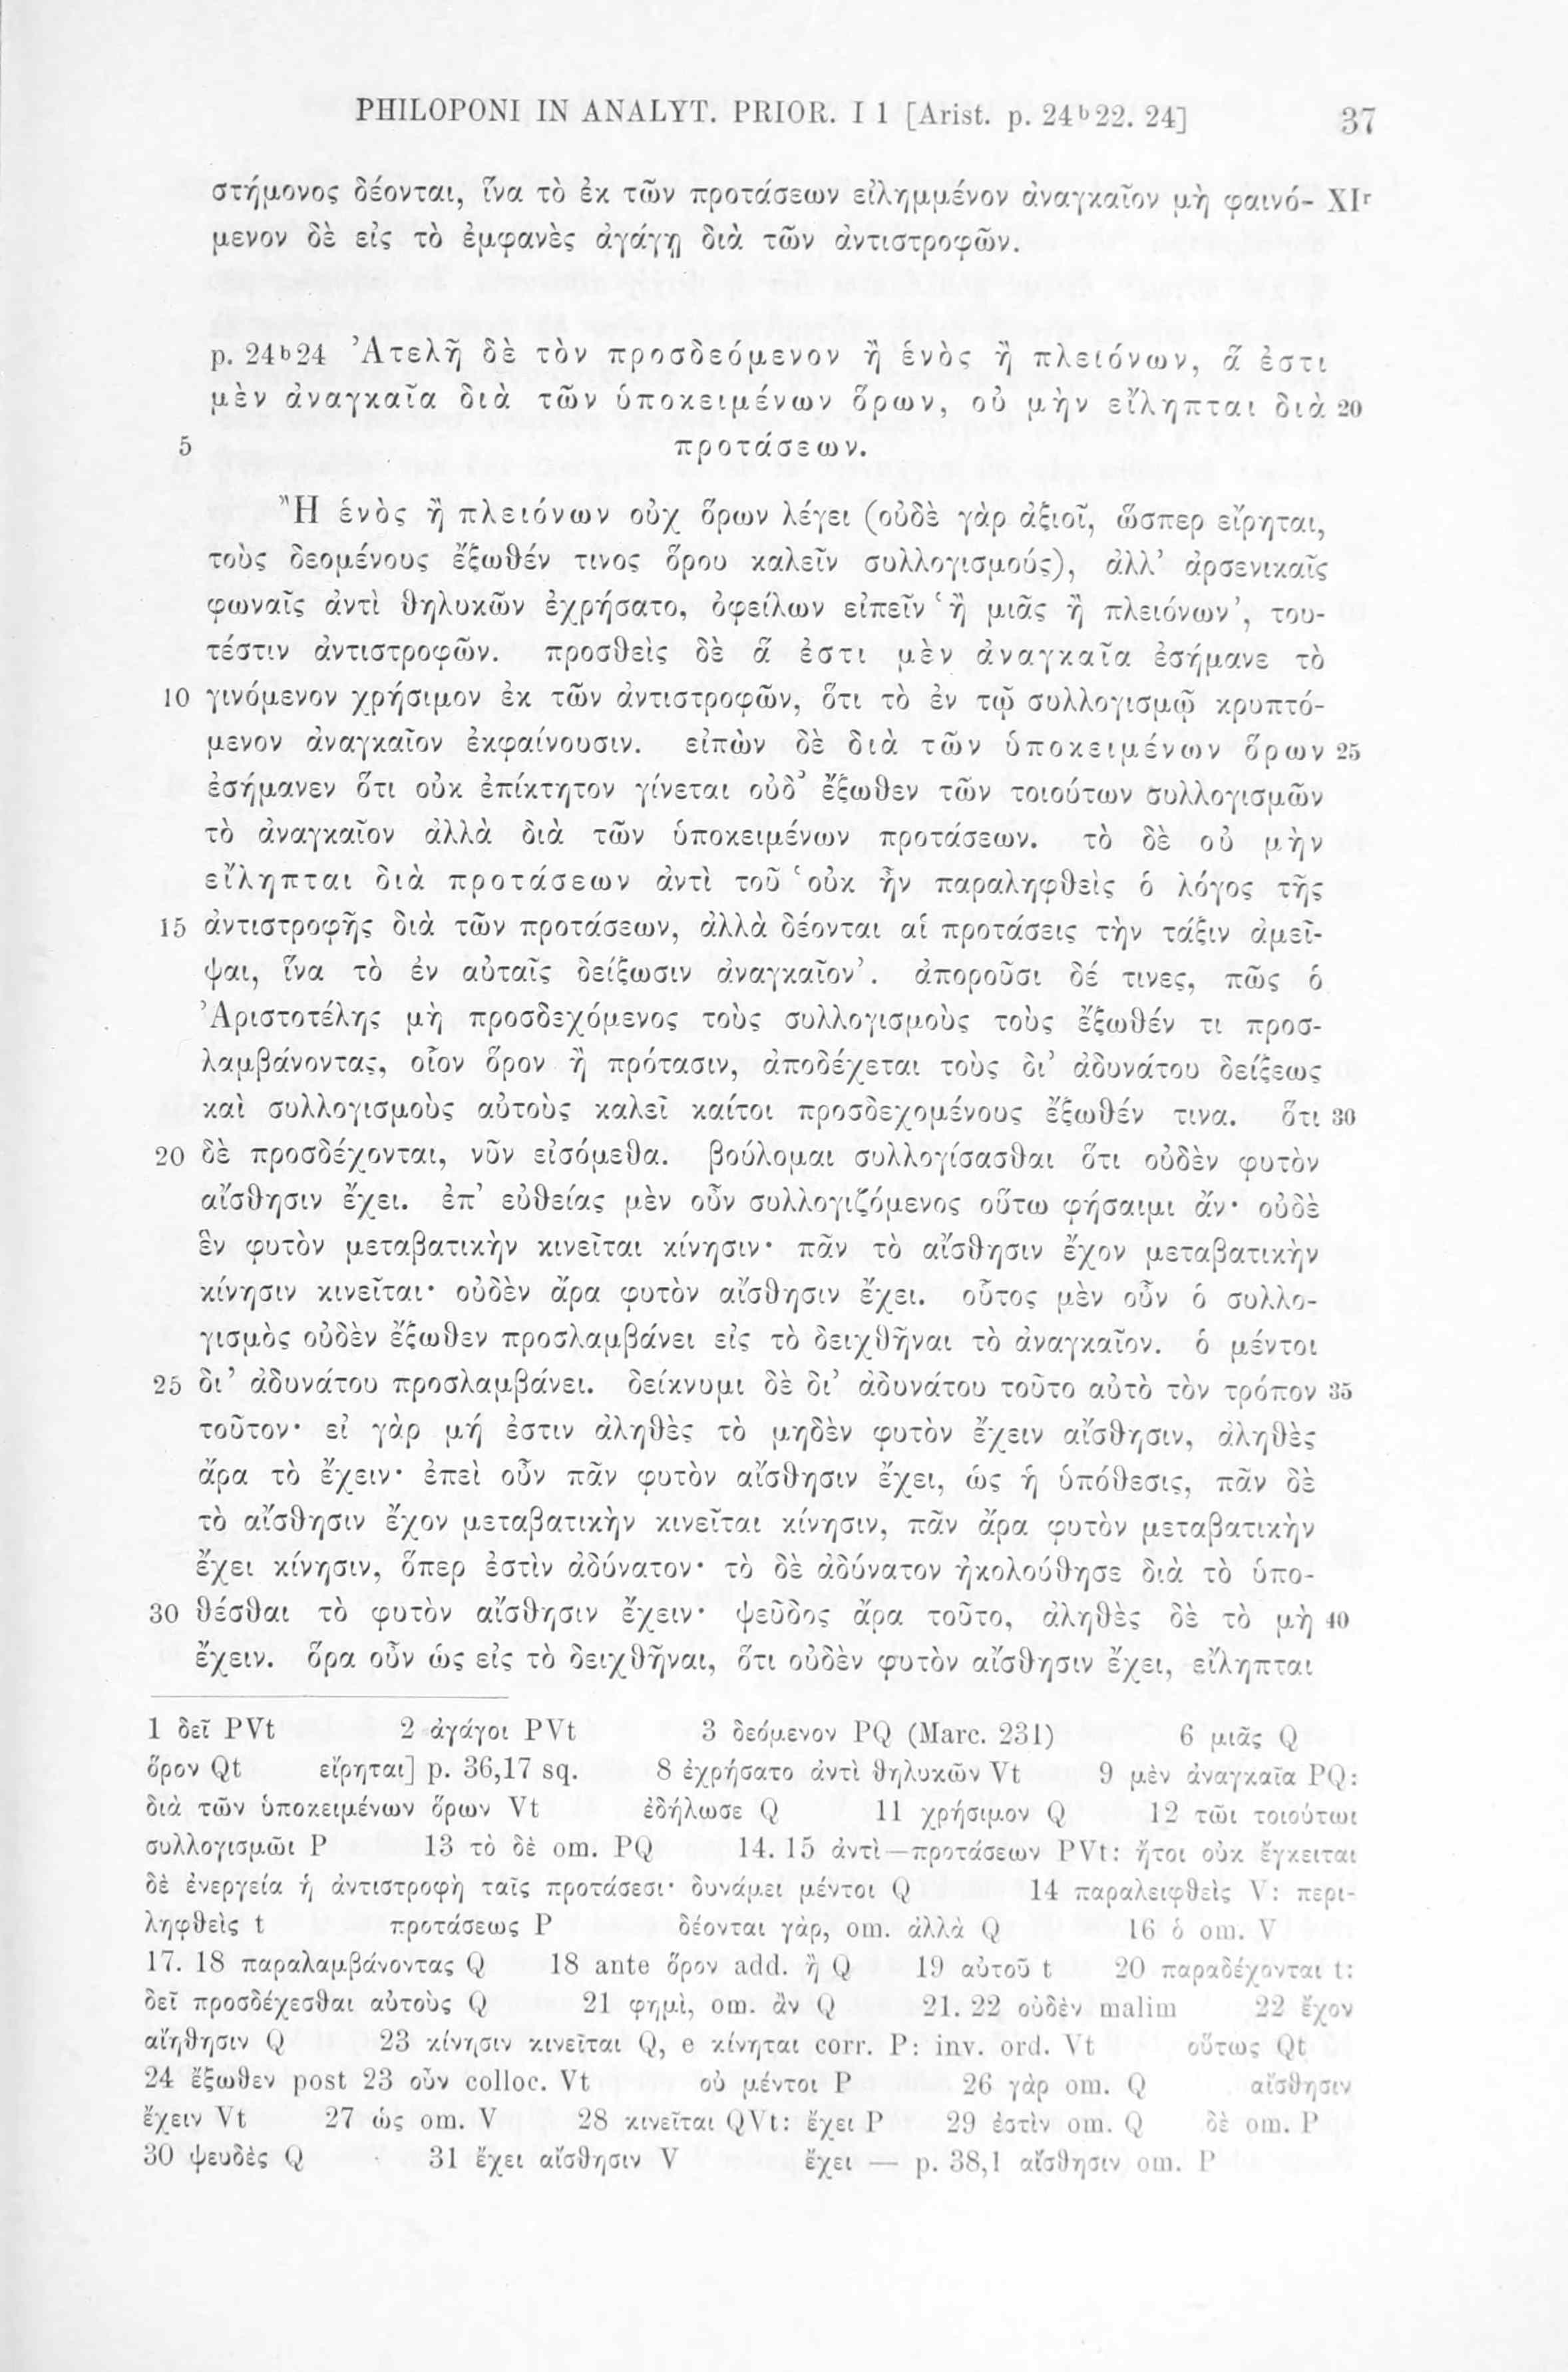 PHILOPONI IN ANALYT. PRIOR. I 1 [Arist. p. 24ᵇ22. 24] 37
στήμονος δέονται, ἵνα τὸ ἐκ τῶν προτάσεων εἰλημμένον ἀναγκαῖον μὴ φαινό- XIʳ
μενον δὲ εἰς τὸ ἐμφανὲς ἀγάγῃ διὰ τῶν ἀντιστροφῶν.
p. 24ᵇ24 Ἀτελῆ δὲ τὸν προσδεόμενον ἢ ἑνὸς ἢ πλειόνων, ἅ ἐστι
μὲν ἀναγκαῖα διὰ τῶν ὑποκειμένων ὅρων, οὐ μὴν εἴληπται διὰ 20
5 προτάσεων.
Ἢ ἑνὸς ἢ πλειόνων οὐχ ὅρων λέγει (οὐδὲ γὰρ ἀξιοῖ, ὥσπερ εἴρηται,
τοὺς δεομένους ἔξωθέν τινος ὅρου καλεῖν συλλογισμούς), ἀλλ’ ἀρσενικαῖς
φωναῖς ἀντὶ θηλυκῶν ἐχρήσατο, ὀφείλων εἰπεῖν ‘ἢ μιᾶς ἢ πλειόνων’, του-
τέστιν ἀντιστροφῶν. προσθεὶς δὲ ἅ ἐστι μὲν ἀναγκαῖα ἐσήμανε τὸ
10 γινόμενον χρήσιμον ἐκ τῶν ἀντιστροφῶν, ὅτι τὸ ἐν τῷ συλλογισμῷ κρυπτό-
μενον ἀναγκαῖον ἐκφαίνουσιν. εἰπὼν δὲ διὰ τῶν ὑποκειμένων ὅρων 25
ἐσήμανεν ὅτι οὐκ ἐπίκτητον γίνεται οὐδ’ ἔξωθεν τῶν τοιούτων συλλογισμῶν
τὸ ἀναγκαῖον ἀλλὰ διὰ τῶν ὑποκειμένων προτάσεων. τὸ δὲ οὐ μὴν
εἴληπται διὰ προτάσεων ἀντὶ τοῦ ‘οὐκ ἦν παραληφθεὶς ὁ λόγος τῆς
15 ἀντιστροφῆς διὰ τῶν προτάσεων, ἀλλὰ δέονται αἱ προτάσεις τὴν τάξιν ἀμεῖ-
ψαι, ἵνα τὸ ἐν αὐταῖς δείξωσιν ἀναγκαῖον’. ἀποροῦσι δέ τινες, πῶς ὁ
Ἀριστοτέλης μὴ προσδεχόμενος τοὺς συλλογισμοὺς τοὺς ἔξωθέν τι προσ-
λαμβάνοντας, οἷον ὅρον ἢ πρότασιν, ἀποδέχεται τοὺς δι’ ἀδυνάτου δείξεως
καὶ συλλογισμοὺς αὐτοὺς καλεῖ καίτοι προσδεχομένους ἔξωθέν τινα. ὅτι 30
20 δὲ προσδέχονται, νῦν εἰσόμεθα. βούλομαι συλλογίσασθαι ὅτι οὐδὲν φυτὸν
αἴσθησιν ἔχει. ἐπ’ εὐθείας μὲν οὖν συλλογιζόμενος οὕτω φήσαιμι ἄν· οὐδὲ
ἓν φυτὸν μεταβατικὴν κινεῖται κίνησιν· πᾶν τὸ αἴσθησιν ἔχον μεταβατικὴν
κίνησιν κινεῖται· οὐδὲν ἄρα φυτὸν αἴσθησιν ἔχει. οὗτος μὲν οὖν ὁ συλλο-
γισμὸς οὐδὲν ἔξωθεν προσλαμβάνει εἰς τὸ δειχθῆναι τὸ ἀναγκαῖον. ὁ μέντοι
25 δι’ ἀδυνάτου προσλαμβάνει. δείκνυμι δὲ δι’ ἀδυνάτου τοῦτο αὐτὸ τὸν τρόπον 35
τοῦτον· εἰ γὰρ μή ἐστιν ἀληθὲς τὸ μηδὲν φυτὸν ἔχειν αἴσθησιν, ἀληθὲς
ἄρα τὸ ἔχειν· ἐπεὶ οὖν πᾶν φυτὸν αἴσθησιν ἔχει, ὡς ἡ ὑπόθεσις, πᾶν δὲ
τὸ αἴσθησιν ἔχον μεταβατικὴν κινεῖται κίνησιν, πᾶν ἄρα φυτὸν μεταβατικὴν
ἔχει κίνησιν, ὅπερ ἐστὶν ἀδύνατον· τὸ δὲ ἀδύνατον ἠκολούθησε διὰ τὸ ὑπο-
30 θέσθαι τὸ φυτὸν αἴσθησιν ἔχειν· ψεῦδος ἄρα τοῦτο, ἀληθὲς δὲ τὸ μὴ 40
ἔχειν. ὅρα οὖν ὡς εἰς τὸ δειχθῆναι, ὅτι οὐδὲν φυτὸν αἴσθησιν ἔχει, εἴληπται
1 δεῖ PVt 2 ἀγάγοι PVt 3 δεόμενον PQ (Marc. 231) 6 μιᾶς Q
ὅρον Qt εἴρηται] p. 36,17 sq. 8 ἐχρήσατο ἀντὶ θηλυκῶν Vt 9 μὲν ἀναγκαῖα PQ:
διὰ τῶν ὑποκειμένων ὅρων Vt ἐδήλωσε Q 11 χρήσιμον Q 12 τῶι τοιούτωι
συλλογισμῶι P 13 τὸ δὲ om. PQ 14. 15 ἀντὶ—προτάσεων PVt: ἤτοι οὐκ ἔγκειται
δὲ ἐνεργείᾳ ἡ ἀντιστροφὴ ταῖς προτάσεσι· δυνάμει μέντοι Q 14 παραλειφθεὶς V: περι-
ληφθεὶς t προτάσεως P δέονται γὰρ, om. ἀλλὰ Q 16 ὁ om. V
17. 18 παραλαμβάνοντας Q 18 ante ὅρον add. ἢ Q 19 αὐτοῦ t 20 παραδέχονται t:
δεῖ προσδέχεσθαι αὐτοὺς Q 21 φημὶ, om. ἂν Q 21. 22 οὐδὲν malim 22 ἔχον
αἴηθησιν Q 23 κίνησιν κινεῖται Q, e κίνηται corr. P: inv. ord. Vt οὕτως Qt
24 ἔξωθεν post 23 οὖν colloc. Vt οὐ μέντοι P 26 γὰρ om. Q αἴσθησιν
ἔχειν Vt 27 ὡς om. V 28 κινεῖται QVt: ἔχει P 29 ἐστὶν om. Q δὲ om. P
30 ψευδὲς Q 31 ἔχει αἴσθησιν V ἔχει — p. 38,1 αἴσθησιν om. P